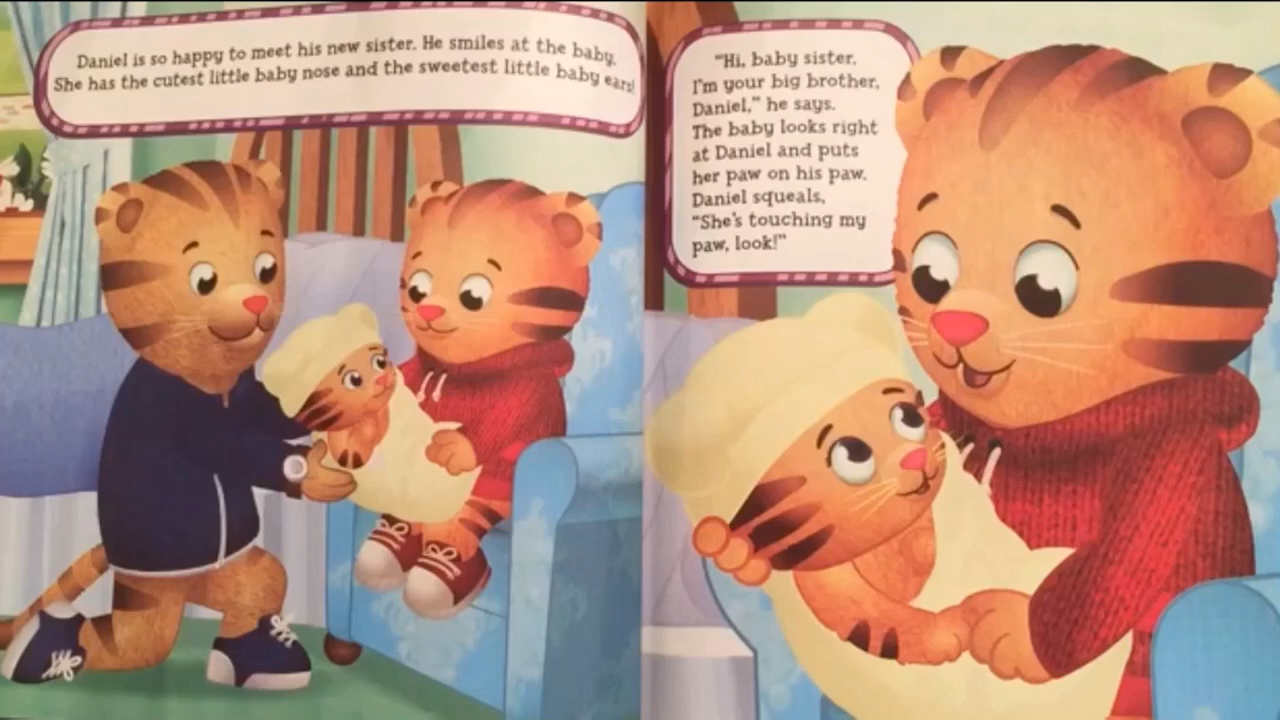 Daniel is so happy to meet his new sister. He smiles at the baby.
She has the cutest little baby nose and the sweetest little baby ears!
"Hi, baby sister.
I'm your big brother,
Daniel," he says.
The baby looks right
at Daniel and puts
her paw on his paw.
Daniel squeals,
"She's touching my
paw, look!"